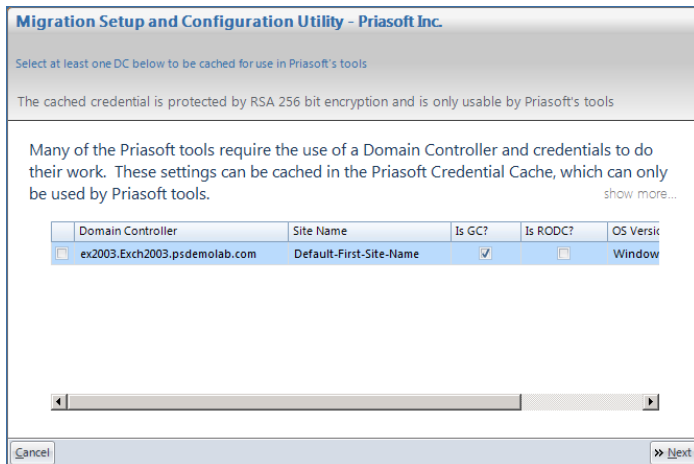 Migration Setup and Configuration Utility - Priasoft Inc.
Select at least one DC below to be cached for use in Priasoft's tools
The cached credential is protected by RSA 256 bit encryption and is only usable by Priasoft's tools
Many of the Priasoft tools require the use of a Domain Controller and credentials to do
their work. These settings can be cached in the Priasoft Credential Cache, which can only
be used by Priasoft tools.
show more...
Domain Controller Site Name Is GC? Is RODC? OS Versic
ex2003.Exch2003.psdemolab.com Default-First-Site-Name Window
Cancel
» Next